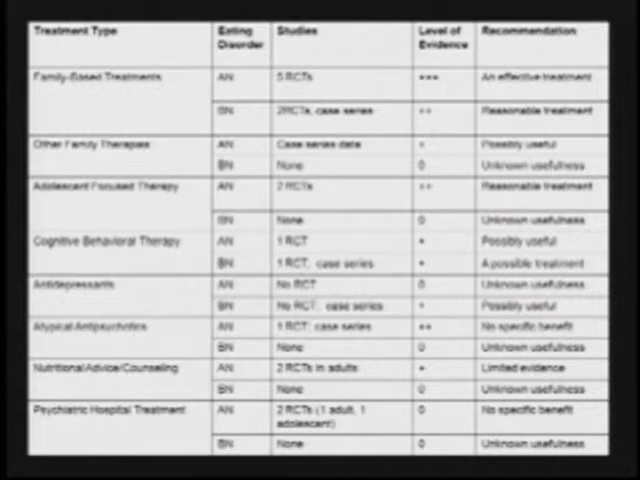 Treatment Type Eating Disorder Studies Level of Evidence Recommendation
Family-Based Treatments AN 5 RCTs +++ An effective treatment
BN 2RCTs, case series ++ Reasonable treatment
Other Family Therapies AN Case series data + Possibly useful
BN None 0 Unknown usefulness
Adolescent Focused Therapy AN 2 RCTs ++ Reasonable treatment
BN None 0 Unknown usefulness
Cognitive Behavioral Therapy AN 1 RCT + Possibly useful
BN 1 RCT; case series + A possible treatment
Antidepressants AN No RCT 0 Unknown usefulness
BN No RCT; case series + Possibly useful
Atypical Antipsychotics AN 1 RCT; case series ++ No specific benefit
BN None 0 Unknown usefulness
Nutritional Advice/Counseling AN 2 RCTs in adults + Limited evidence
BN None 0 Unknown usefulness
Psychiatric Hospital Treatment AN 2 RCTs (1 adult, 1 adolescent) 0 No specific benefit
BN None 0 Unknown usefulness